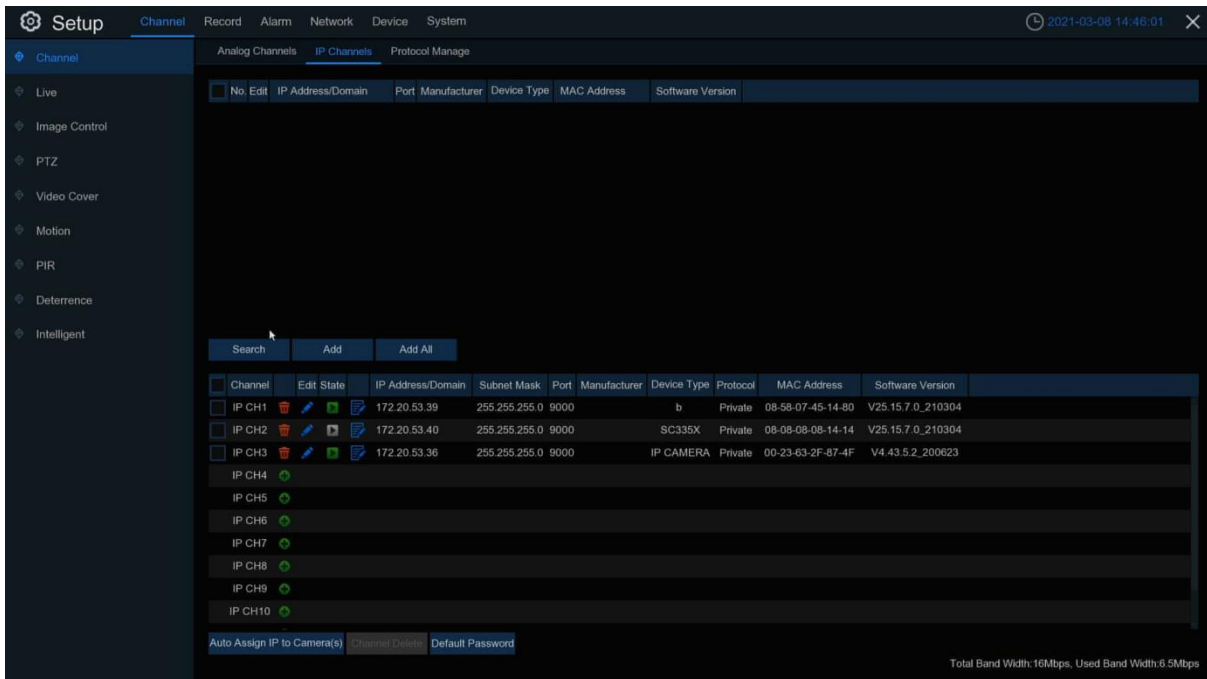 Setup Channel Record Alarm Network Device System 2021-03-08 14:46:01
Channel
Live
Image Control
PTZ
Video Cover
Motion
PIR
Deterrence
Intelligent
Analog Channels IP Channels Protocol Manage
No. Edit IP Address/Domain Port Manufacturer Device Type MAC Address Software Version
Search Add Add All
Channel Edit State IP Address/Domain Subnet Mask Port Manufacturer Device Type Protocol MAC Address Software Version
IP CH1 172.20.53.39 255.255.255.0 9000 b Private 08-58-07-45-14-80 V25.15.7.0_210304
IP CH2 172.20.53.40 255.255.255.0 9000 SC335X Private 08-08-08-08-14-14 V25.15.7.0_210304
IP CH3 172.20.53.36 255.255.255.0 9000 IP CAMERA Private 00-23-63-2F-87-4F V4.43.5.2_200623
IP CH4
IP CH5
IP CH6
IP CH7
IP CH8
IP CH9
IP CH10
Auto Assign IP to Camera(s) Channel Delete Default Password
Total Band Width:16Mbps, Used Band Width:6.5Mbps